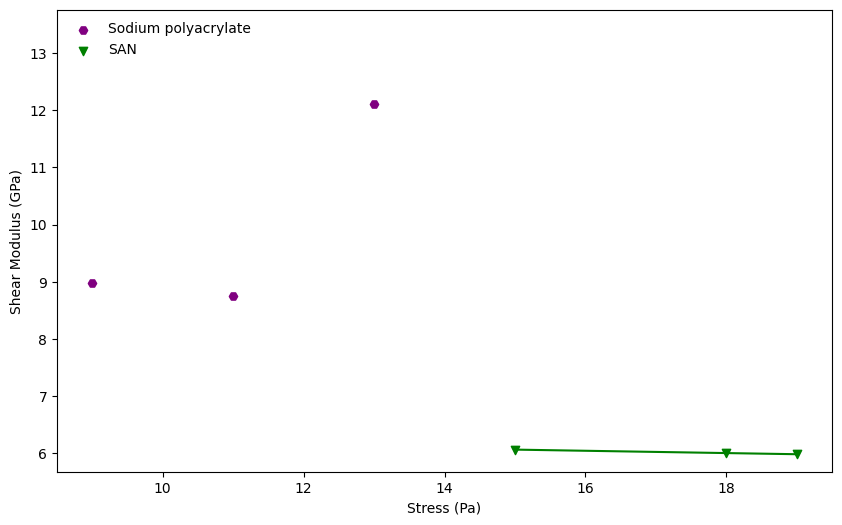 Sodium polyacrylate
SAN
Shear Modulus (GPa)
13
12
11
10
9
8
7
6
10 12 14 16 18
Stress (Pa)